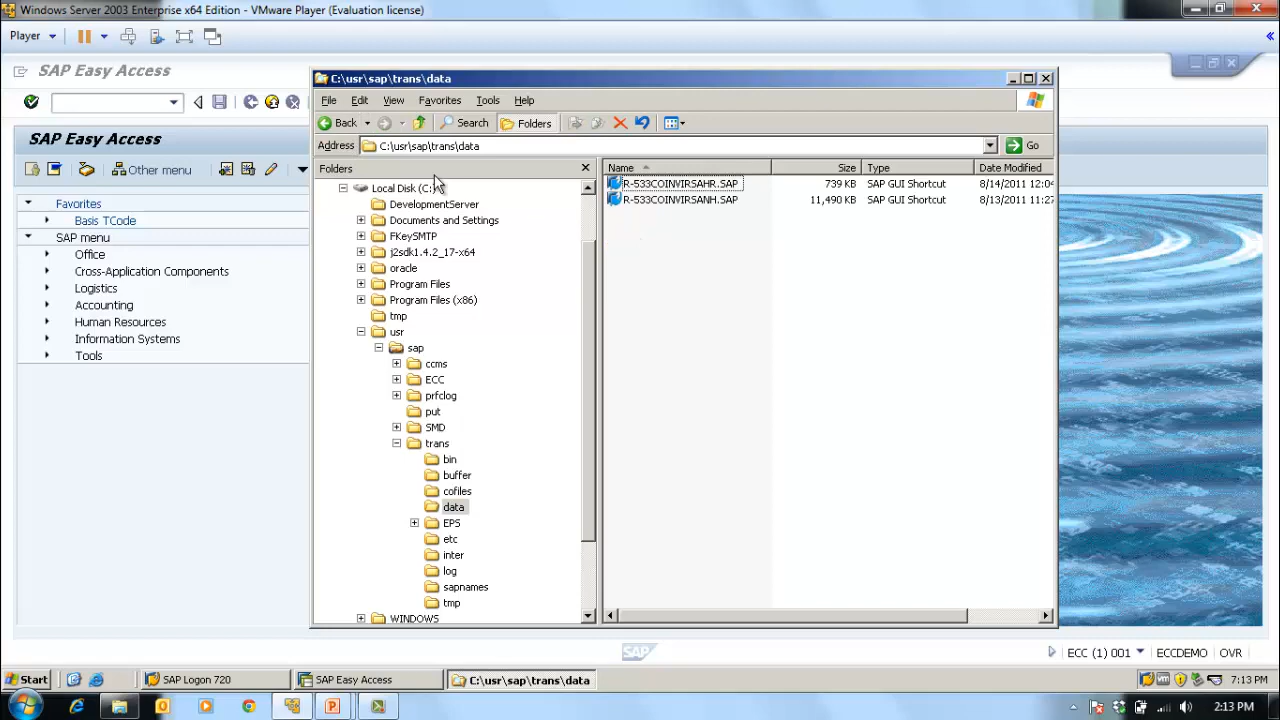 Windows Server 2003 Enterprise x64 Edition - VMware Player (Evaluation license)
Player
SAP Easy Access
SAP Easy Access
Other menu
Favorites
Basis TCode
SAP menu
Office
Cross-Application Components
Logistics
Accounting
Human Resources
Information Systems
Tools
C:\usr\sap\trans\data
File Edit View Favorites Tools Help
Back Search Folders
Address C:\usr\sap\trans\data Go
Folders
Local Disk (C:)
DevelopmentServer
Documents and Settings
FKeySMTP
j2sdk1.4.2_17-x64
oracle
Program Files
Program Files (x86)
tmp
usr
sap
ccms
ECC
prfclog
put
SMD
trans
bin
buffer
cofiles
data
EPS
etc
inter
log
sapnames
tmp
WINDOWS
Name Size Type Date Modified
R-533COINVIRSAHR.SAP 739 KB SAP GUI Shortcut 8/14/2011 12:04
R-533COINVIRSANH.SAP 11,490 KB SAP GUI Shortcut 8/13/2011 11:27
SAP
ECC (1) 001 ECCDEMO OVR
Start SAP Logon 720 SAP Easy Access C:\usr\sap\trans\data 7:13 PM
2:13 PM